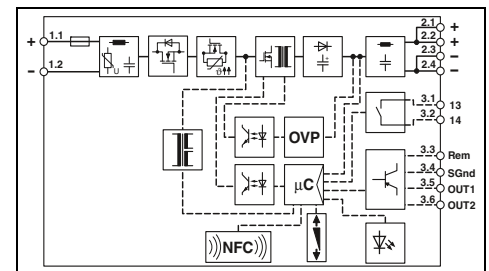 + 1.1
− 1.2
U
ϑ
2.1 +
2.2 +
2.3 −
2.4 −
OVP
µC
NFC
3.1 13
3.2 14
3.3 Rem
3.4 SGnd
3.5 OUT1
3.6 OUT2